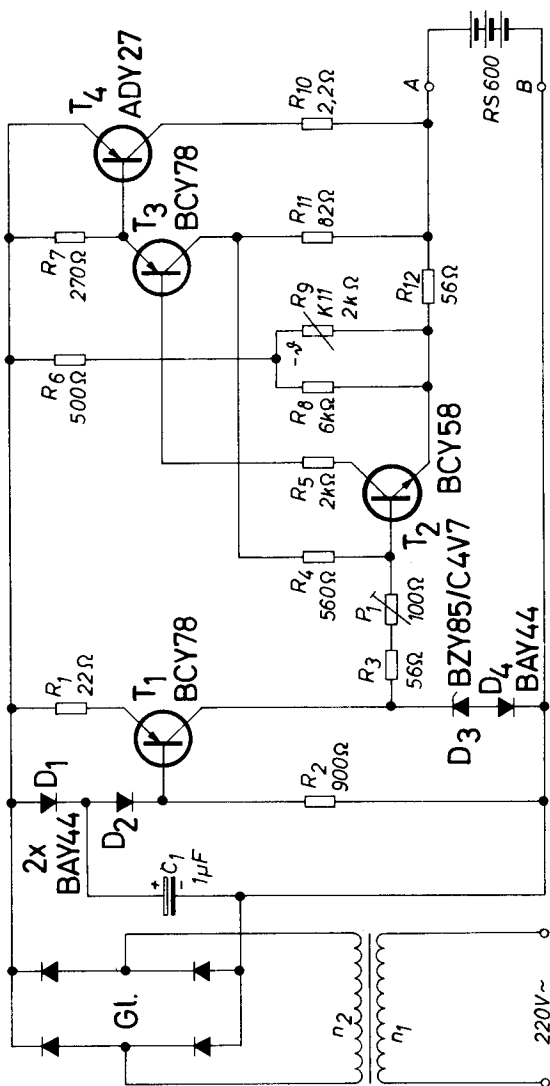 220V~
n1
n2
Gl.
2x
BAY44
D1
D2
+
C1
-
1µF
R1
22Ω
T1
BCY78
R2
900Ω
D3
BZY85/C4V7
D4
BAY44
R3
56Ω
P1
100Ω
R4
560Ω
T2
BCY58
R5
2kΩ
R6
500Ω
R8
6kΩ
-ϑ
R9
K11
2kΩ
R7
270Ω
T3
BCY78
R11
82Ω
R12
56Ω
T4
ADY27
R10
2,2Ω
A
RS600
B